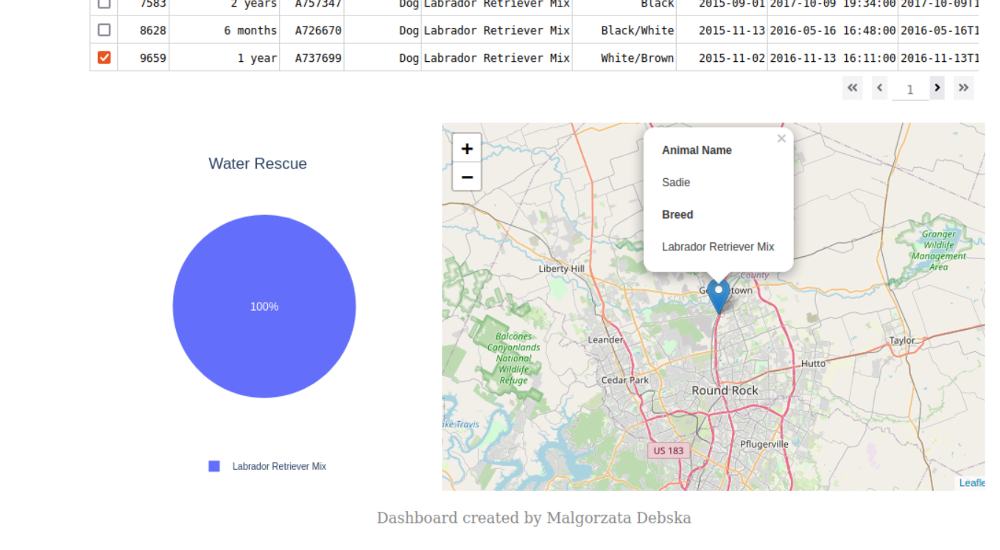 7583 2 years A757347 Dog Labrador Retriever Mix Black 2015-09-01 2017-10-09 19:34:00 2017-10-09T1
8628 6 months A726670 Dog Labrador Retriever Mix Black/White 2015-11-13 2016-05-16 16:48:00 2016-05-16T1
9659 1 year A737699 Dog Labrador Retriever Mix White/Brown 2015-11-02 2016-11-13 16:11:00 2016-11-13T1
« ‹ 1 › »
Water Rescue
100%
Labrador Retriever Mix
+
−
×
Animal Name
Sadie
Breed
Labrador Retriever Mix
Granger
Wildlife
Management
Area
Liberty Hill
County
Balcones
Canyonlands
National
Wildlife
Refuge
Leander
Taylor
Hutto
Cedar Park
Round Rock
Travis
Pflugerville
US 183
Leafle
Dashboard created by Malgorzata Debska